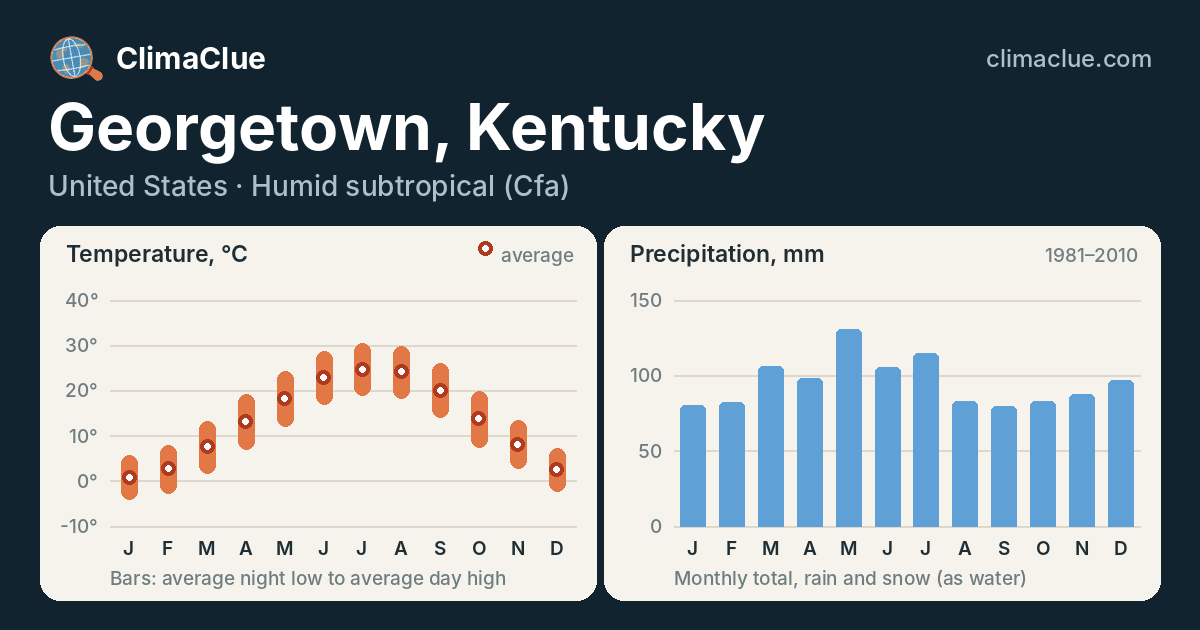 ClimaClue
climaclue.com
Georgetown, Kentucky
United States · Humid subtropical (Cfa)
Temperature, °C
average
40°
30°
20°
10°
0°
-10°
J F M A M J J A S O N D
Bars: average night low to average day high
Precipitation, mm
1981–2010
150
100
50
0
J F M A M J J A S O N D
Monthly total, rain and snow (as water)